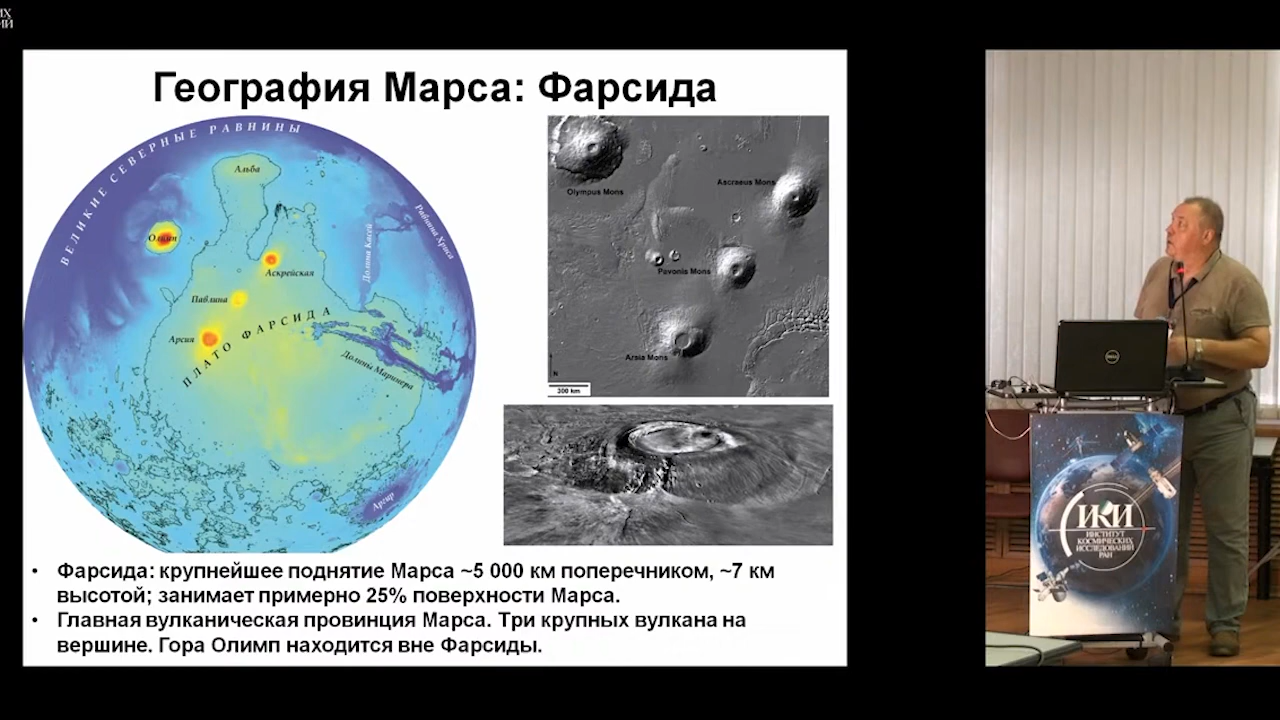 География Марса: Фарсида
ВЕЛИКИЕ СЕВЕРНЫЕ РАВНИНЫ
Альба
Олимп
Аскрейская
Павлина
Арсия
ПЛАТО ФАРСИДА
Долина Касей
Равнина Хриса
Долины Маринера
Аргир
Olympus Mons
Ascraeus Mons
Pavonis Mons
Arsia Mons
N
300 km
• Фарсида: крупнейшее поднятие Марса ~5 000 км поперечником, ~7 км
высотой; занимает примерно 25% поверхности Марса.
• Главная вулканическая провинция Марса. Три крупных вулкана на
вершине. Гора Олимп находится вне Фарсиды.
DELL
ИКИ
ИНСТИТУТ
КОСМИЧЕСКИХ
ИССЛЕДОВАНИЙ
РАН